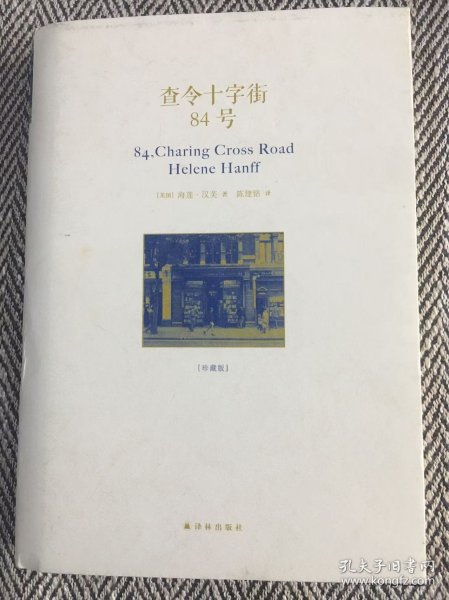 查令十字街
84号
84,Charing Cross Road
Helene Hanff
［美国］海莲·汉芙 著 陈建铭 译
［珍藏版］
译林出版社
孔夫子旧书网
www.kongfz.com